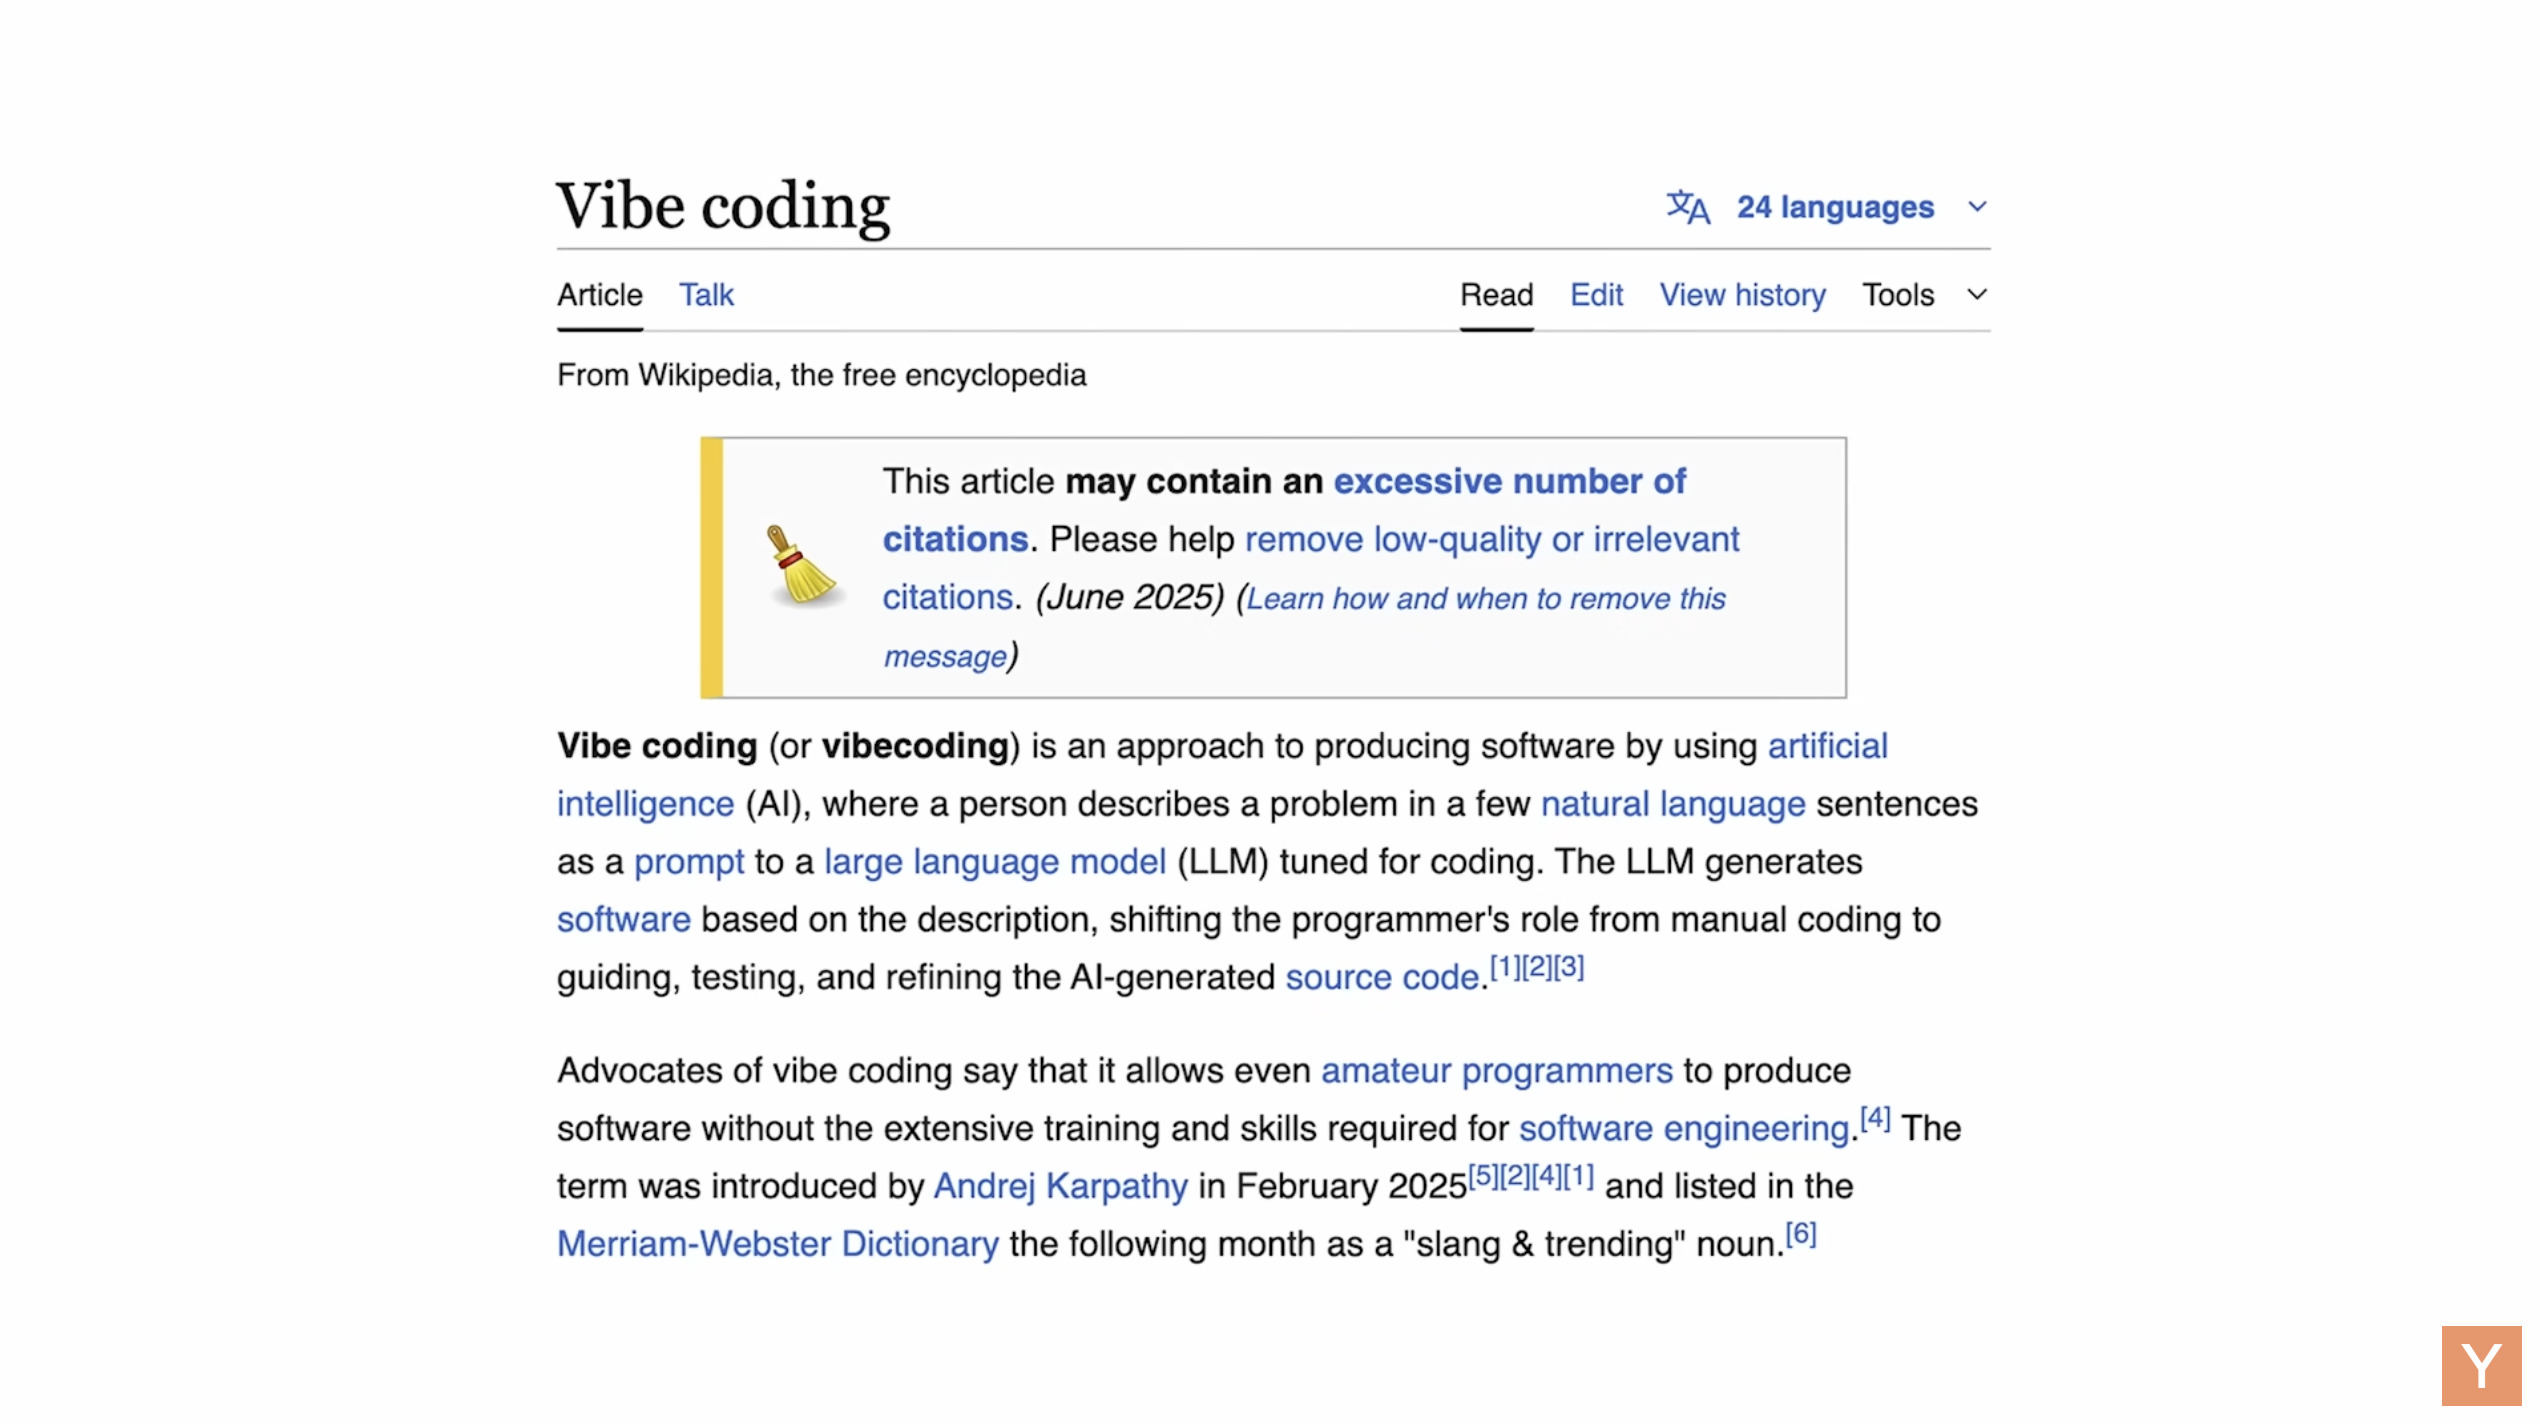 Vibe coding
24 languages
Article Talk
Read Edit View history Tools
From Wikipedia, the free encyclopedia
This article may contain an excessive number of
citations. Please help remove low-quality or irrelevant
citations. (June 2025) (Learn how and when to remove this
message)
Vibe coding (or vibecoding) is an approach to producing software by using artificial
intelligence (AI), where a person describes a problem in a few natural language sentences
as a prompt to a large language model (LLM) tuned for coding. The LLM generates
software based on the description, shifting the programmer's role from manual coding to
guiding, testing, and refining the AI-generated source code.[1][2][3]
Advocates of vibe coding say that it allows even amateur programmers to produce
software without the extensive training and skills required for software engineering.[4] The
term was introduced by Andrej Karpathy in February 2025[5][2][4][1] and listed in the
Merriam-Webster Dictionary the following month as a "slang & trending" noun.[6]
Y